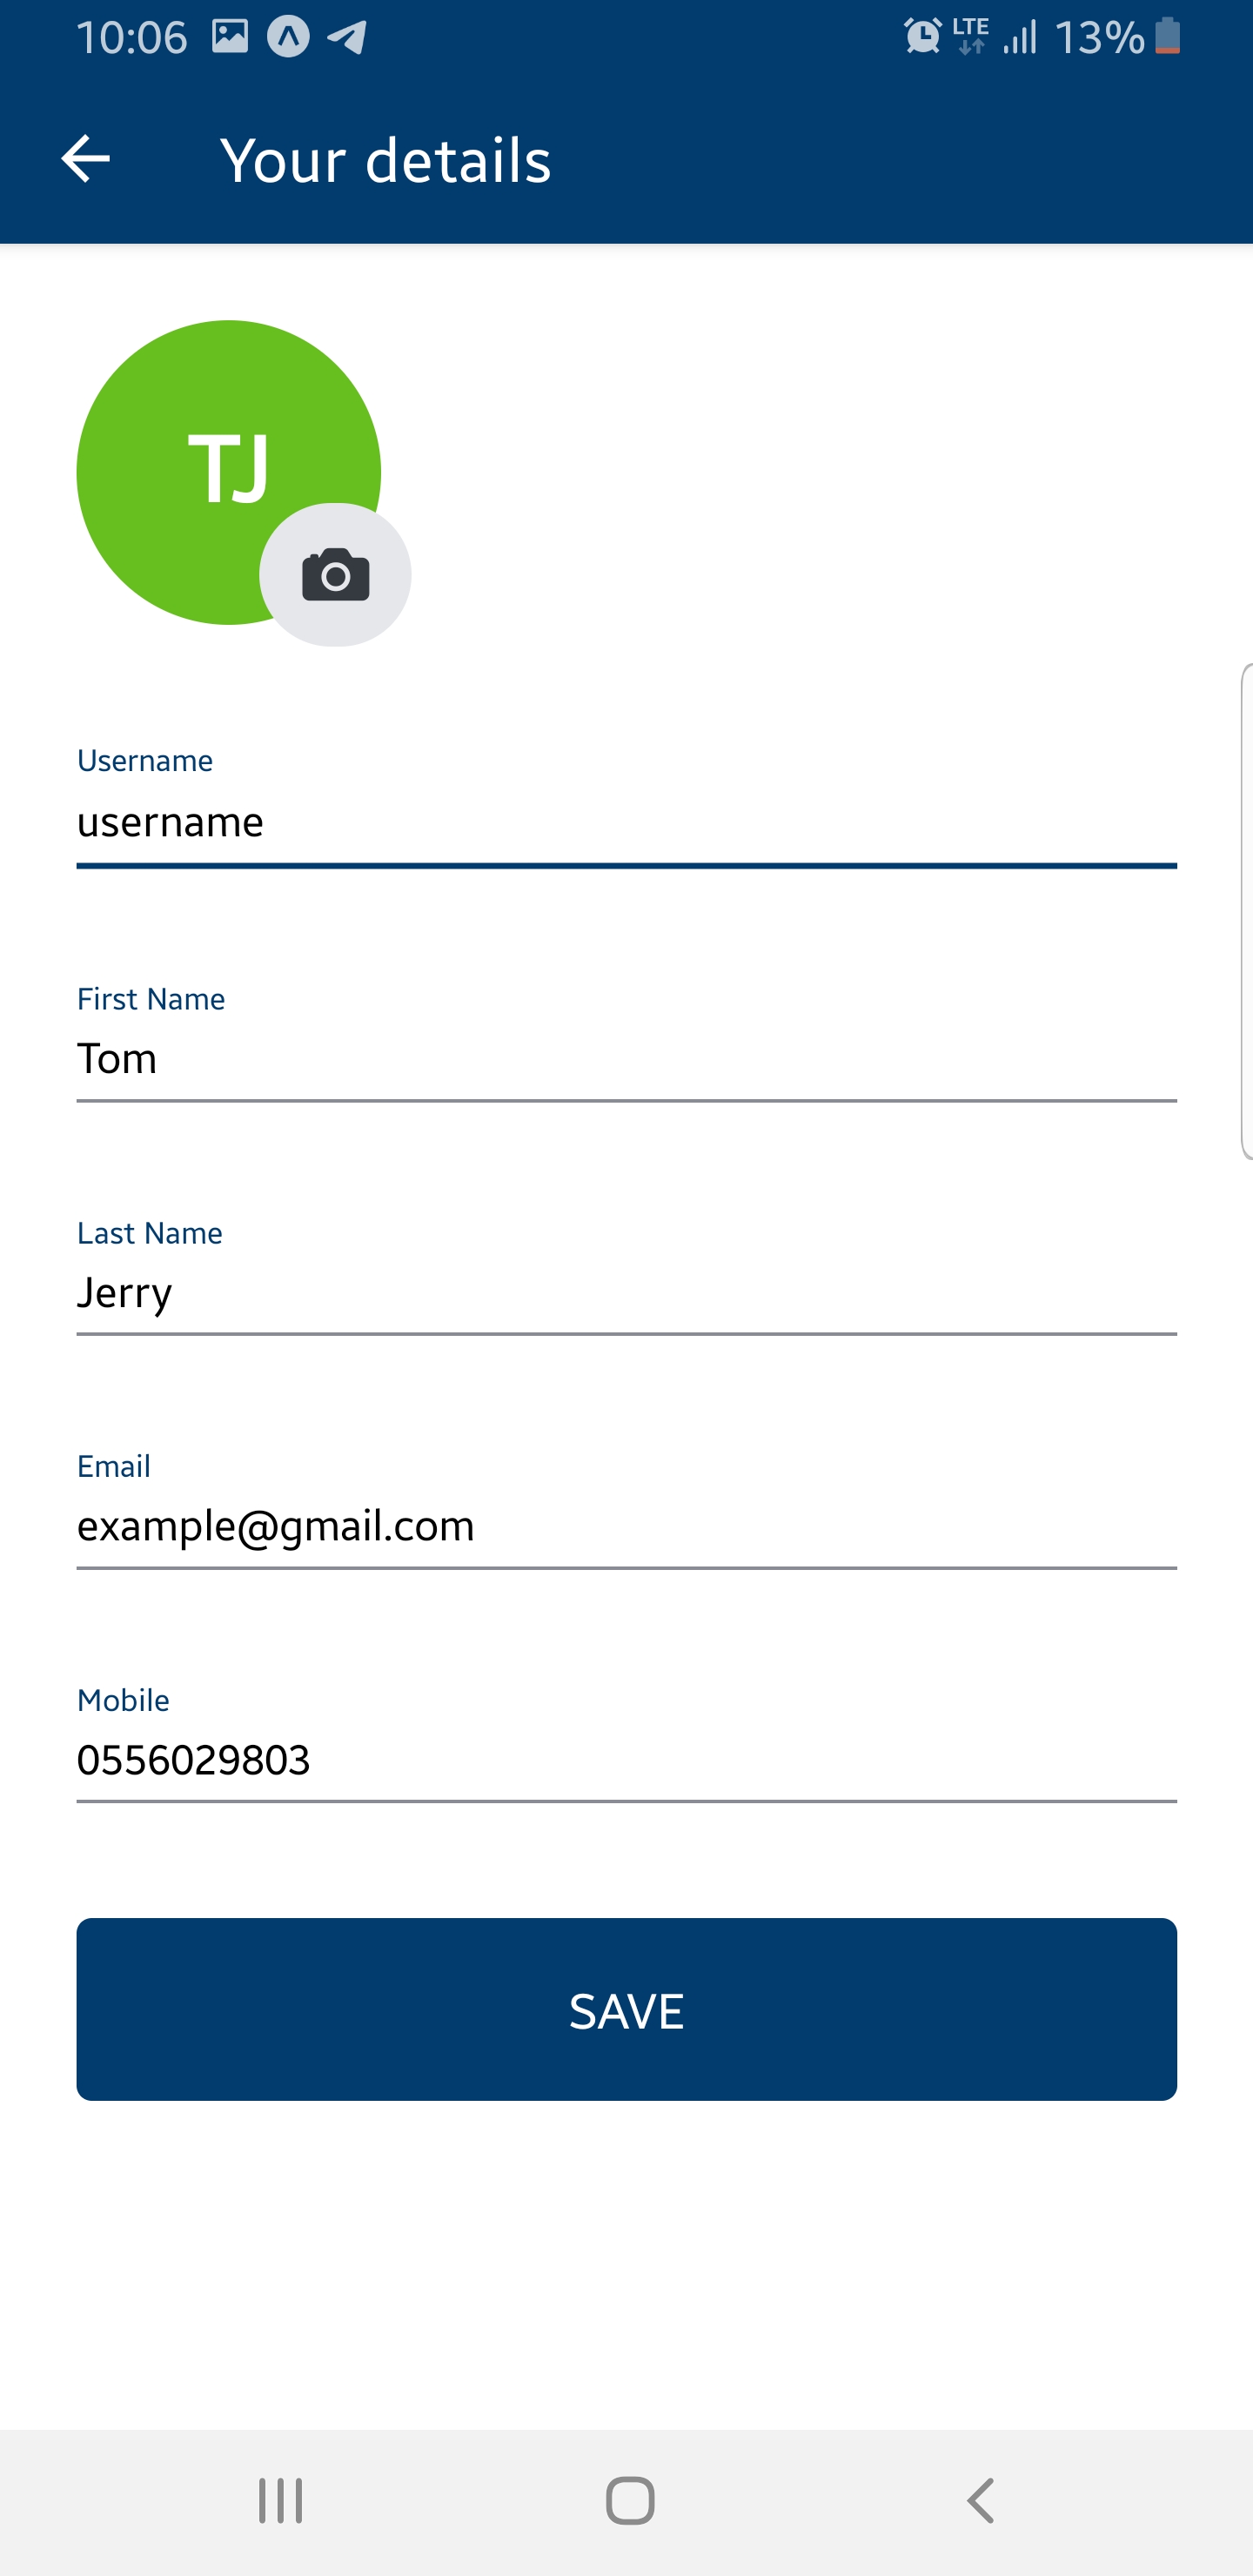 10:06 LTE 13%
Your details
TJ
Username
username
First Name
Tom
Last Name
Jerry
Email
example@gmail.com
Mobile
0556029803
SAVE